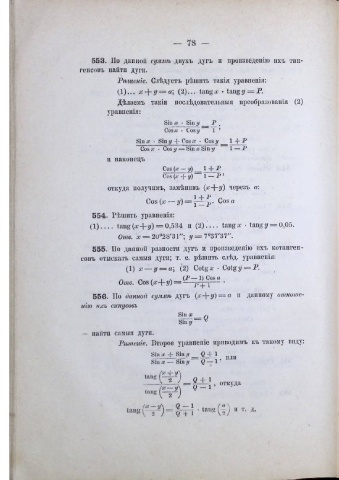 — 78 —
553. По данной суммѣ двухъ дугъ и произведенію ихъ тан-
генсовъ найти дуги.
Рѣшеніе. Слѣдуетъ рѣшить такія уравненія:
(1)... x + y = a; (2)... tang x · tang y = P.
Дѣлаемъ такія послѣдовательныя преобразованія (2)
уравненія:
Sin x · Sin y / Cos x · Cos y = P / 1;
Sin x · Sin y + Cos x · Cos y / Cos x · Cos y — Sin x Sin y = 1 + P / 1 — P
и наконецъ
Cos (x — y) / Cos (x + y) = 1 + P / 1 — P,
откуда получимъ, замѣнивъ (x+y) черезъ a:
Cos (x — y) = 1 + P / 1 — P · Cos a
554. Рѣшить уравненія:
(1).... tang (x+y) = 0,534 и (2).... tang x · tang y = 0,05.
Отв. x = 20°28'31"; y = 7°37'37".
555. По данной разности дугъ и произведенію ихъ котанген-
совъ отыскать самыя дуги; т. е. рѣшить слѣд. уравненія:
(1) x — y = a; (2) Cotg x · Cotg y = P.
Отв. Cos (x+y) = (P — 1) Cos a / P + 1.
556. По данной суммѣ дугъ (x+y) = a и данному отноше-
нію ихъ синусовъ
Sin x / Sin y = Q
— найти самыя дуги.
Рѣшеніе. Второе уравненіе приводимъ къ такому виду:
Sin x + Sin y / Sin x — Sin y = Q + 1 / Q — 1, или
tang (x + y / 2) / tang (x — y / 2) = Q + 1 / Q — 1, откуда
tang (x — y / 2) = Q — 1 / Q + 1 · tang (a / 2) и т. д.